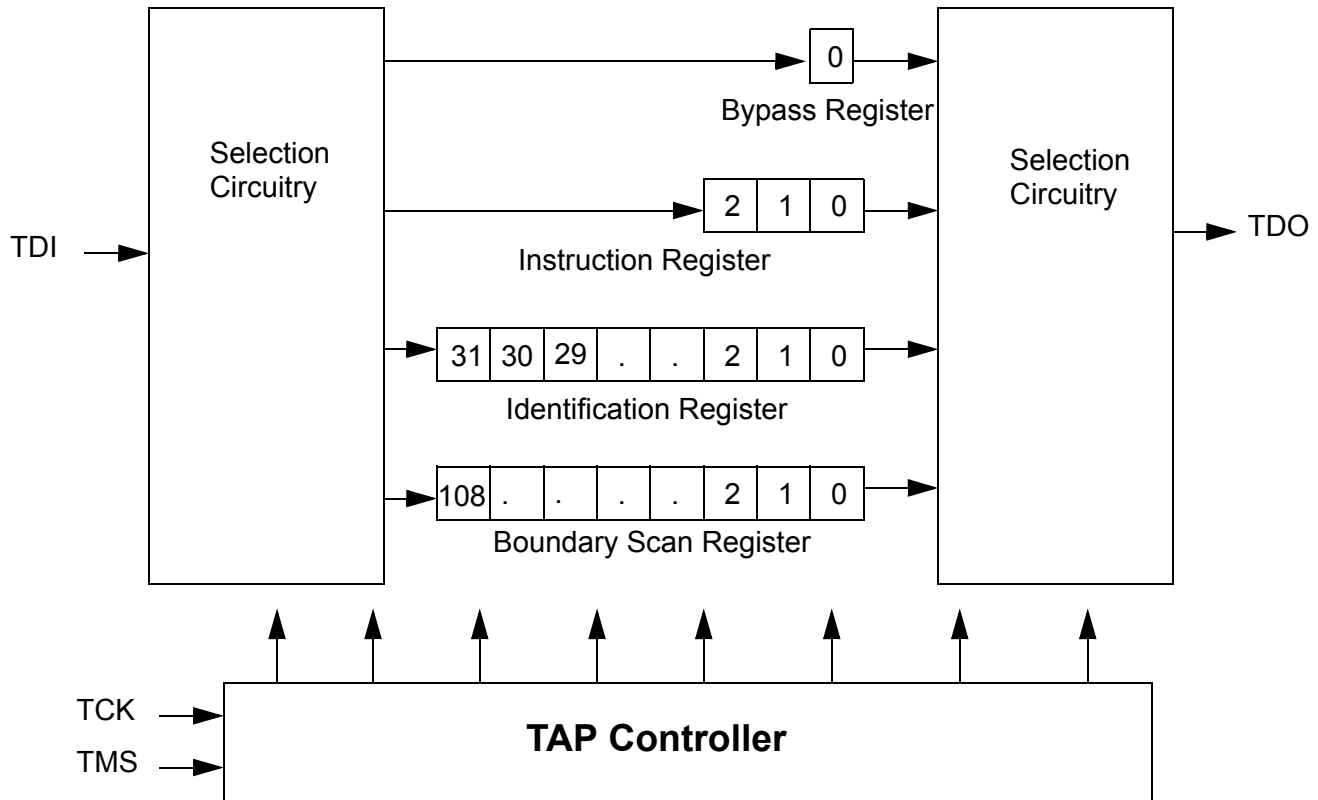 0
Bypass Register
Selection
Circuitry
Selection
Circuitry
2 1 0
TDI
TDO
Instruction Register
31 30 29 . . 2 1 0
Identification Register
108 . . . . 2 1 0
Boundary Scan Register
TCK
TMS
TAP Controller